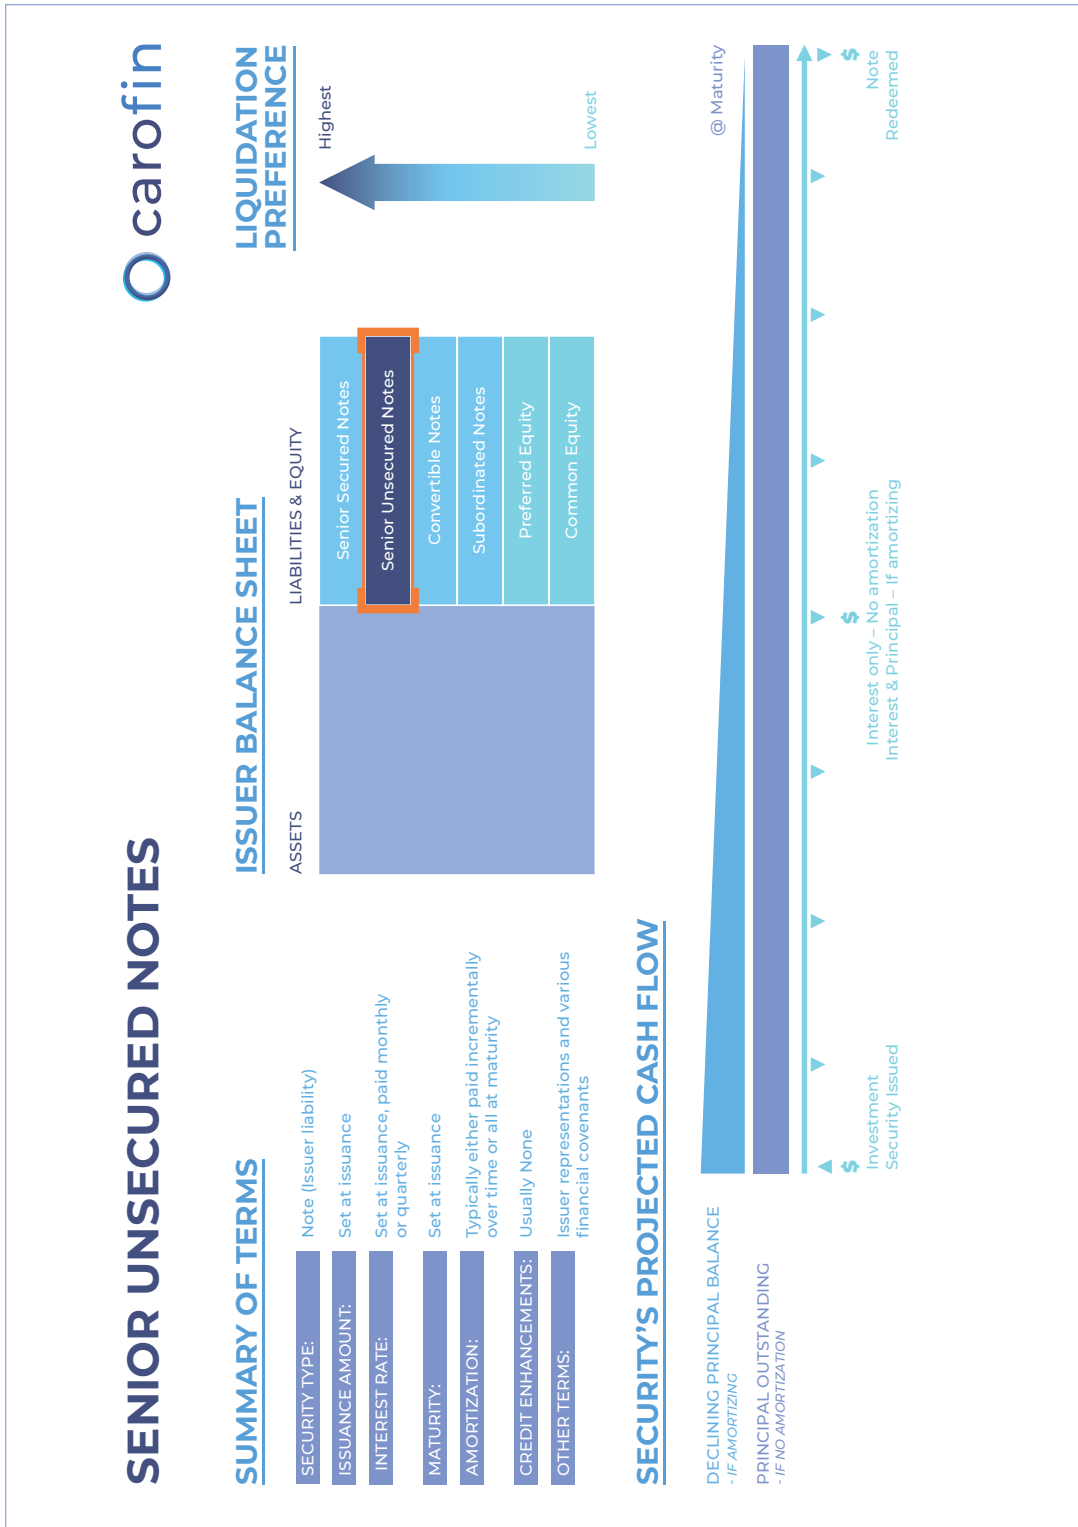 SENIOR UNSECURED NOTES
carofin
SUMMARY OF TERMS
SECURITY TYPE: Note (Issuer liability)
ISSUANCE AMOUNT: Set at issuance
INTEREST RATE: Set at issuance, paid monthly
or quarterly
MATURITY: Set at issuance
AMORTIZATION: Typically either paid incrementally
over time or all at maturity
CREDIT ENHANCEMENTS: Usually None
OTHER TERMS: Issuer representations and various
financial covenants
ISSUER BALANCE SHEET
ASSETS
LIABILITIES & EQUITY
Senior Secured Notes
Senior Unsecured Notes
Convertible Notes
Subordinated Notes
Preferred Equity
Common Equity
LIQUIDATION
PREFERENCE
Highest
Lowest
SECURITY'S PROJECTED CASH FLOW
DECLINING PRINCIPAL BALANCE
- IF AMORTIZING
@ Maturity
PRINCIPAL OUTSTANDING
- IF NO AMORTIZATION
$
Investment
Security Issued
$
Interest only – No amortization
Interest & Principal – If amortizing
$
Note
Redeemed